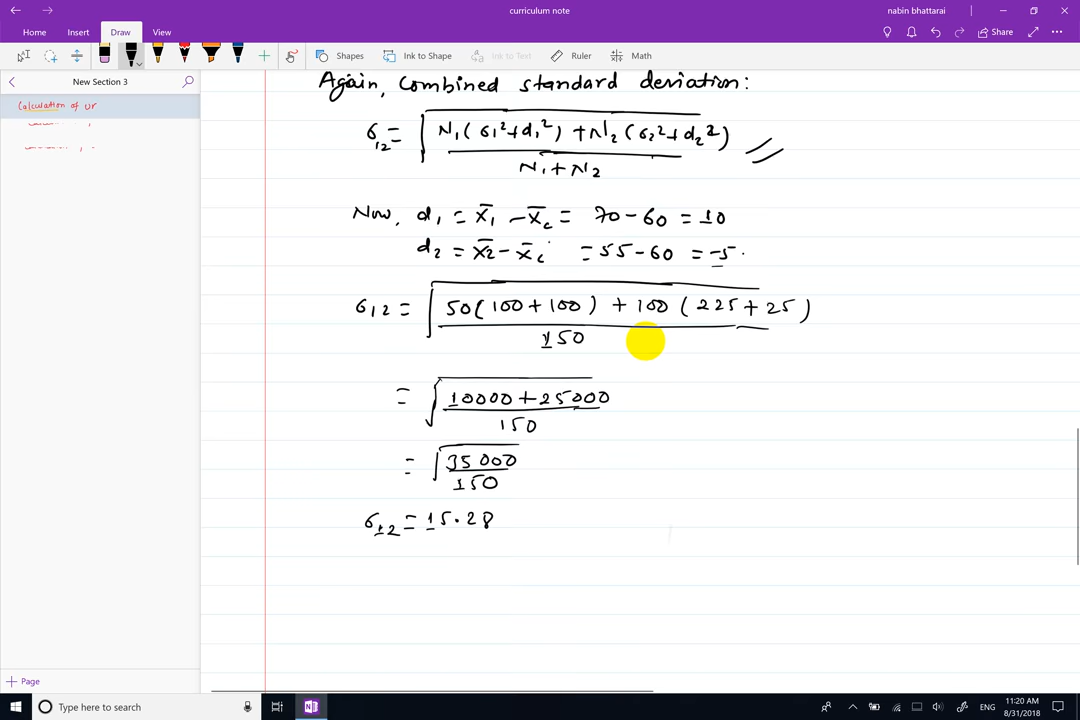 curriculum note
nabin bhattarai
Home Insert Draw View
Share
Shapes Ink to Shape Ink to Text Ruler Math
New Section 3
Calculation of ur
Again, Combined standard deviation:
σ₁₂ = √(N₁(σ₁²+d₁²) + N₂(σ₂²+d₂²) / N₁+N₂)
Now, d₁ = X̄₁ - X̄c = 70-60 = 10
d₂ = X̄2 - X̄c = 55-60 = -5.
σ₁₂ = √(50(100+100) + 100(225+25) / 150)
= √(10000+25000 / 150)
= √(35000 / 150)
σ₁₂ = 15.28
+ Page
Type here to search
ENG
11:20 AM
8/31/2018